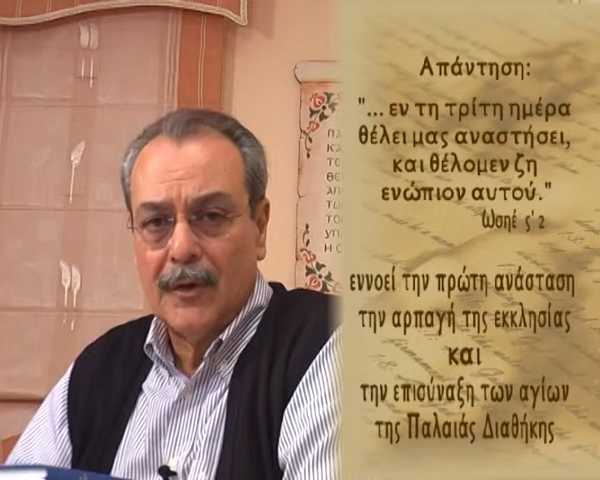 Απάντηση:
"... εν τη τρίτη ημέρα
θέλει μας αναστήσει,
και θέλομεν ζη
ενώπιον αυτού."
Ωσηέ ς' 2
εννοεί την πρώτη ανάσταση
την αρπαγή της εκκλησίας
και
την επισύναξη των αγίων
της Παλαιάς Διαθήκης